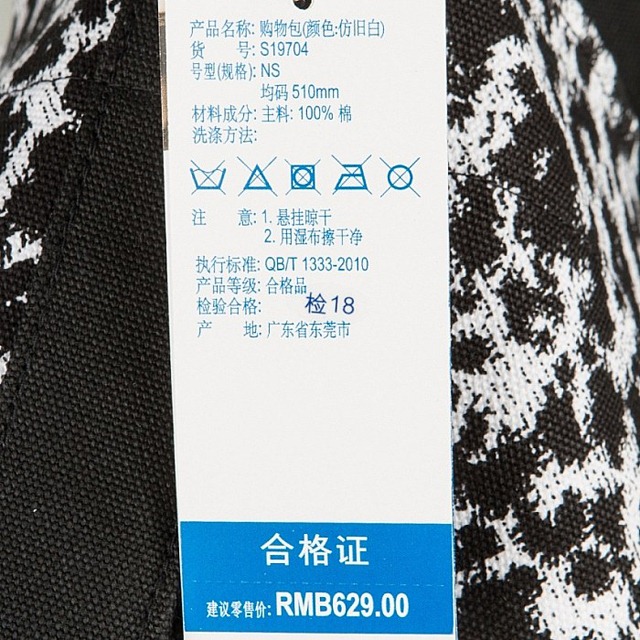 产品名称: 购物包(颜色:仿旧白)
货 号: S19704
号型(规格): NS
均码 510mm
材料成分: 主料: 100% 棉
洗涤方法:
注 意: 1. 悬挂晾干
2. 用湿布擦干净
执行标准: QB/T 1333-2010
产品等级: 合格品
检验合格: 检18
产 地: 广东省东莞市
合格证
建议零售价: RMB629.00